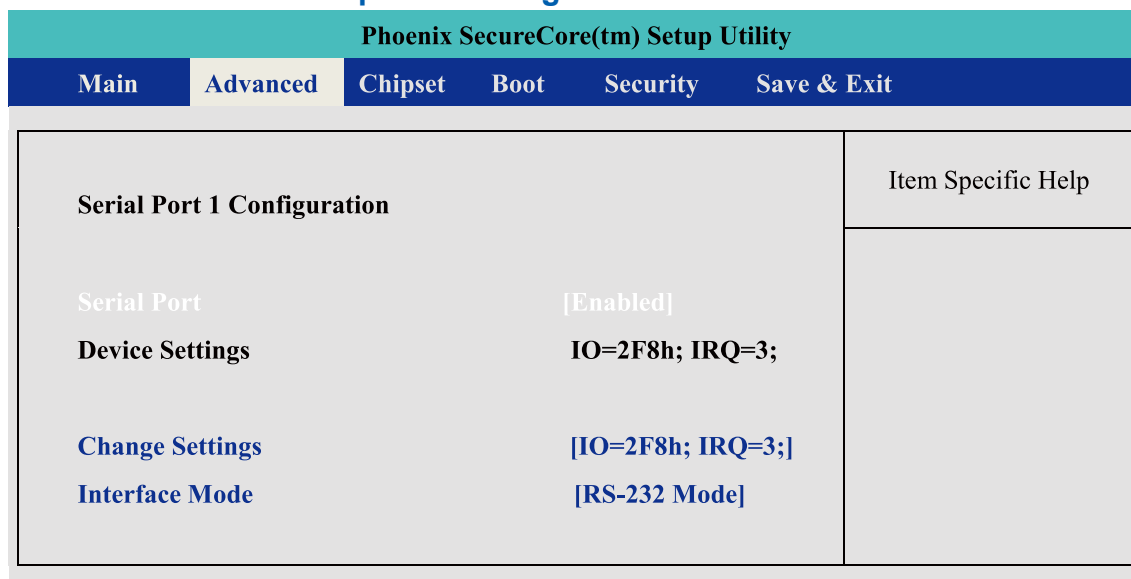 Phoenix SecureCore(tm) Setup Utility
Main Advanced Chipset Boot Security Save & Exit
Serial Port 1 Configuration
Item Specific Help
Serial Port [Enabled]
Device Settings IO=2F8h; IRQ=3;
Change Settings [IO=2F8h; IRQ=3;]
Interface Mode [RS-232 Mode]